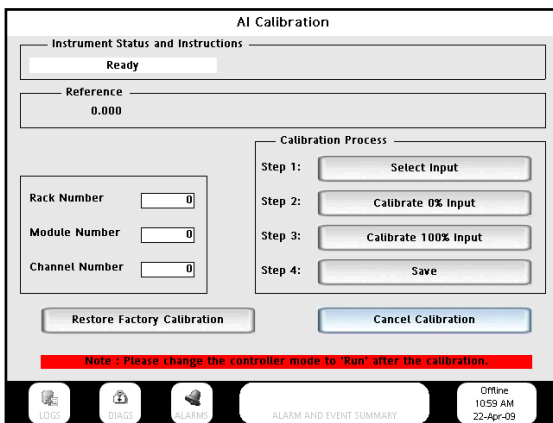 AI Calibration
Instrument Status and Instructions
Ready
Reference
0.000
Calibration Process
Step 1: Select Input
Rack Number 0
Step 2: Calibrate 0% Input
Module Number 0
Step 3: Calibrate 100% Input
Channel Number 0
Step 4: Save
Restore Factory Calibration
Cancel Calibration
Note : Please change the controller mode to 'Run' after the calibration.
LOGS
DIAGS
ALARMS
ALARM AND EVENT SUMMARY
Offline
10:59 AM
22-Apr-09